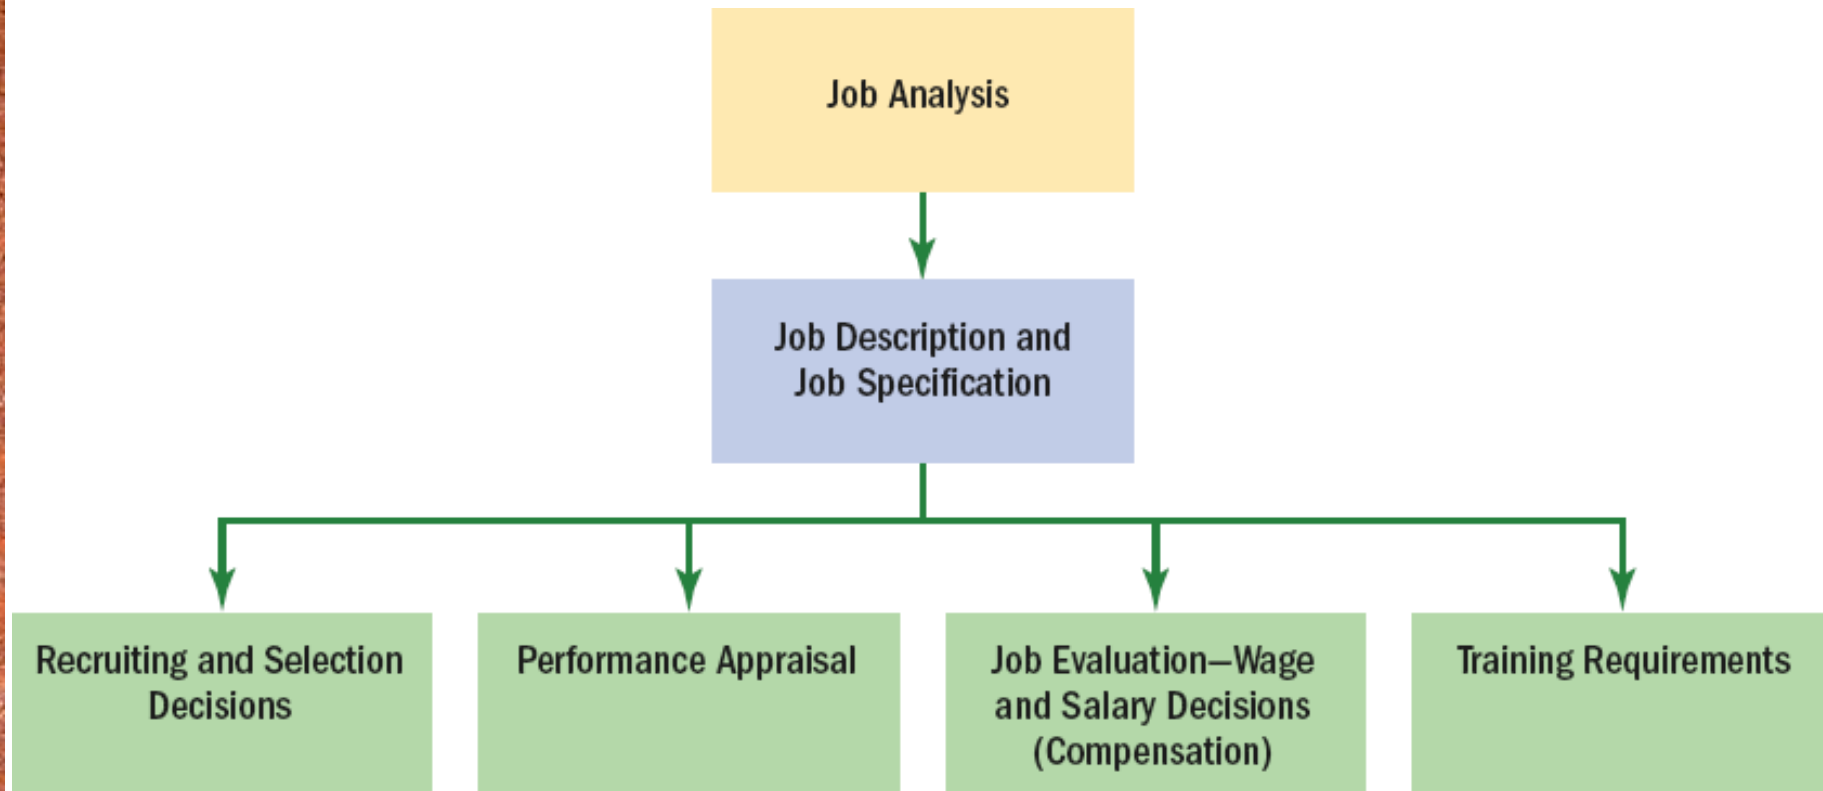 Job Analysis
Job Description and
Job Specification
Recruiting and Selection
Decisions
Performance Appraisal
Job Evaluation—Wage
and Salary Decisions
(Compensation)
Training Requirements